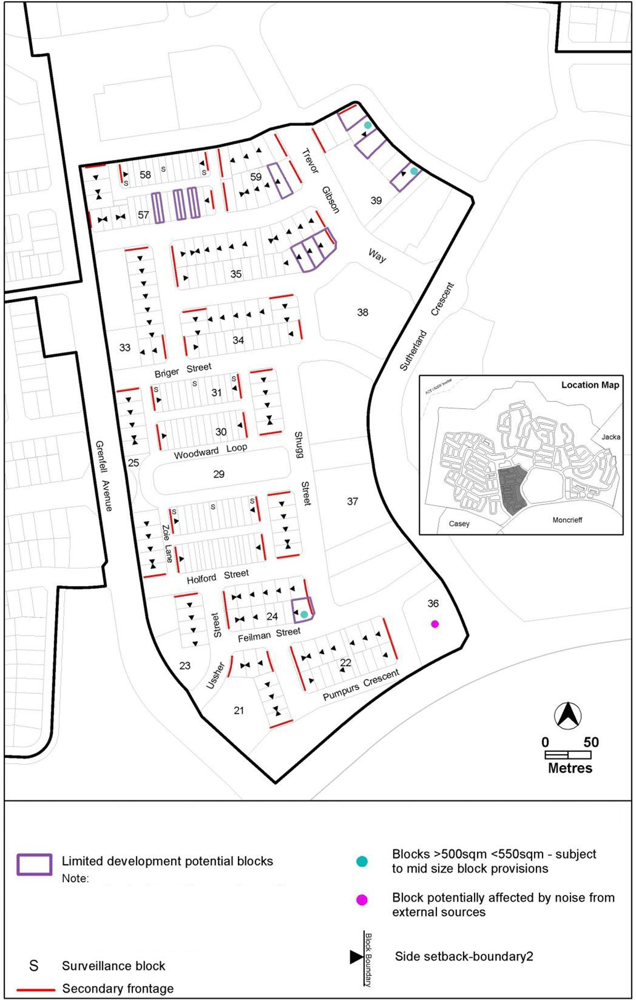 Trevor
Gibson
Way
58
S
S
S
S
59
57
39
35
38
Crescent
Sutherland
34
33
Briger Street
S
S
S
31
30
Woodward Loop
Shugg
Street
25
29
Grenfell Avenue
37
S
S
S
Zoie Lane
Holford Street
36
24
Street
Feilman Street
23
Ussher
22
Pumpurs Crescent
21
ACT / NSW border
Location Map
Jacka
Casey
Moncrieff
0 50
Metres
Limited development potential blocks
Note:
S Surveillance block
Secondary frontage
Blocks >500sqm <550sqm - subject
to mid size block provisions
Block potentially affected by noise from
external sources
Block Boundary
Side setback-boundary2